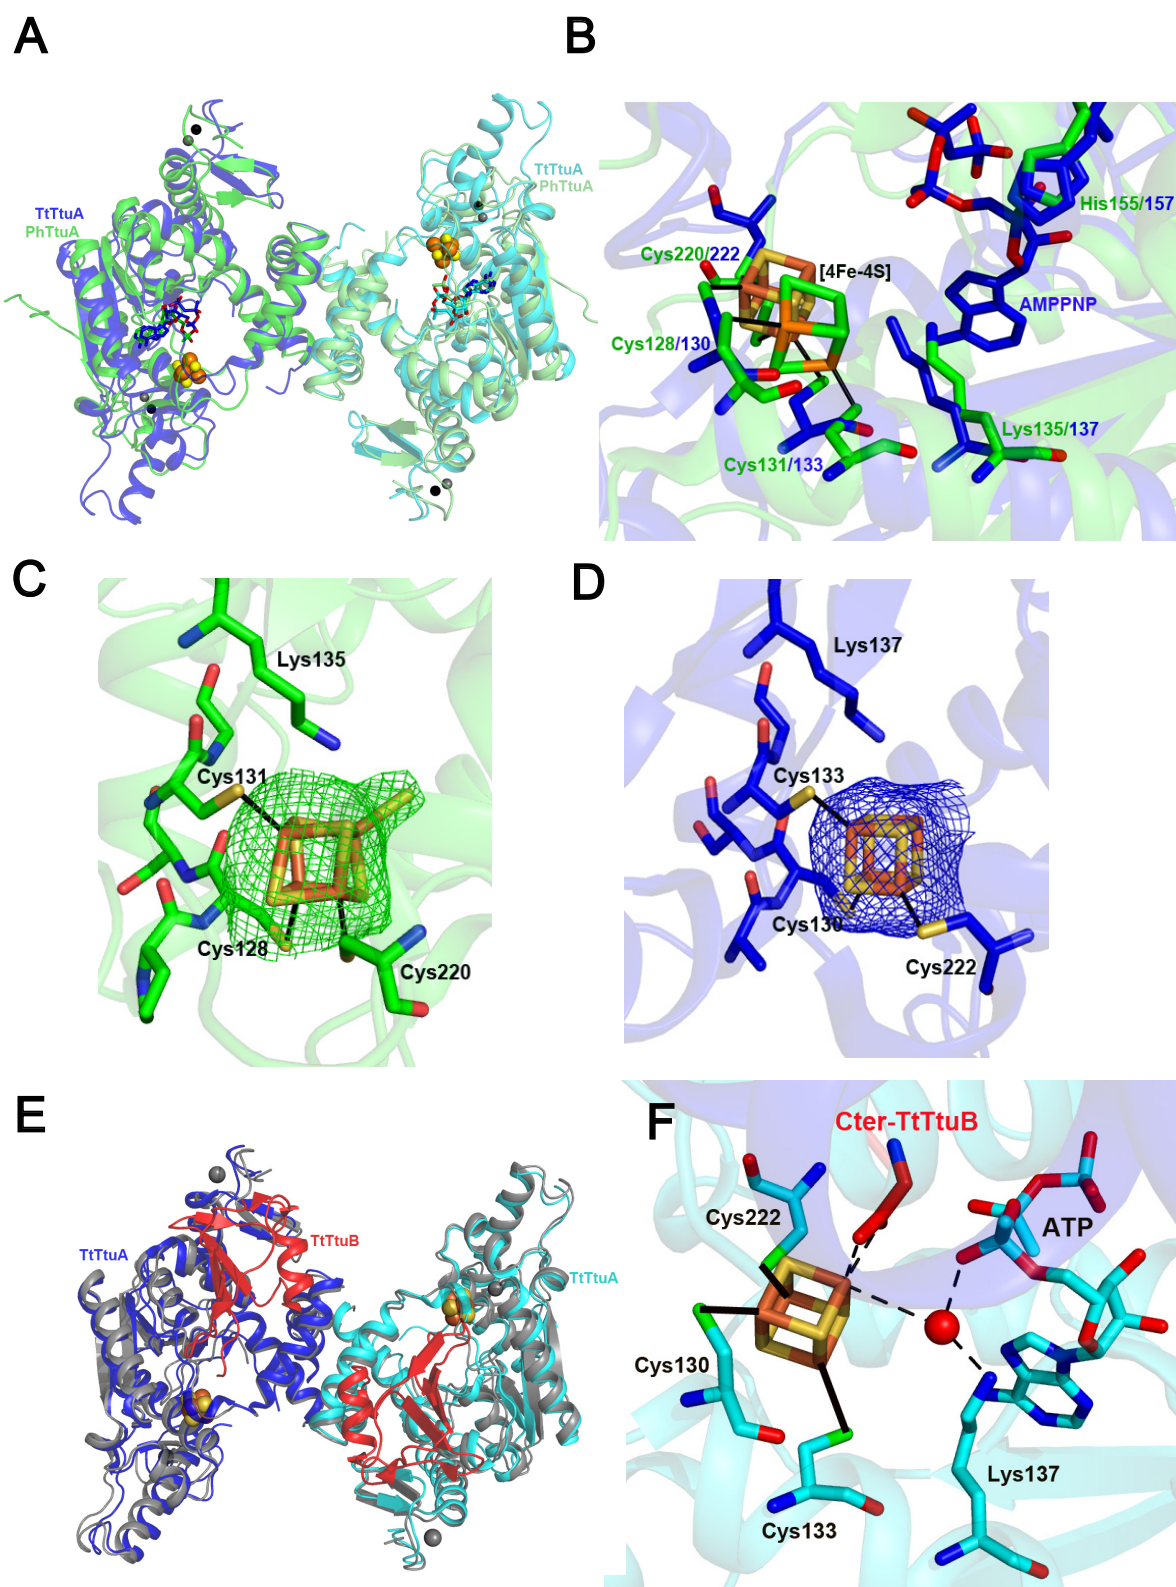 A
TtTtuA
PhTtuA
TtTtuA
PhTtuA
B
His155/157
Cys220/222
[4Fe-4S]
AMPPNP
Cys128/130
Lys135/137
Cys131/133
C
Lys135
Cys131
Cys128
Cys220
D
Lys137
Cys133
Cys130
Cys222
E
TtTtuA
TtTtuB
TtTtuA
F
Cter-TtTtuB
Cys222
ATP
Cys130
Lys137
Cys133